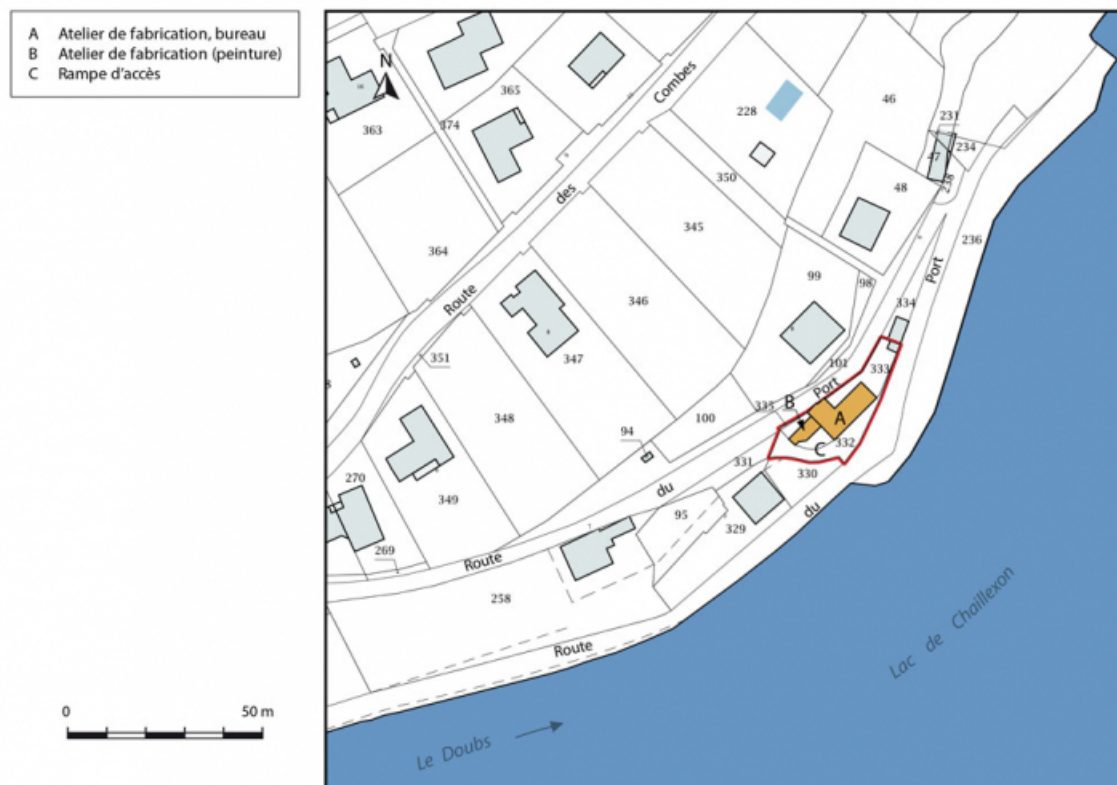 A Atelier de fabrication, bureau
B Atelier de fabrication (peinture)
C Rampe d'accès
N
363
374
365
364
Combes
des
Route
228
46
231
234
47
238
48
350
345
236
99
98
Port
334
346
351
347
101
333
Port
335
B
A
348
100
94
C
332
331
330
du
349
270
95
329
du
269
Route
258
Route
Lac de Chaillexon
Le Doubs
0 50 m